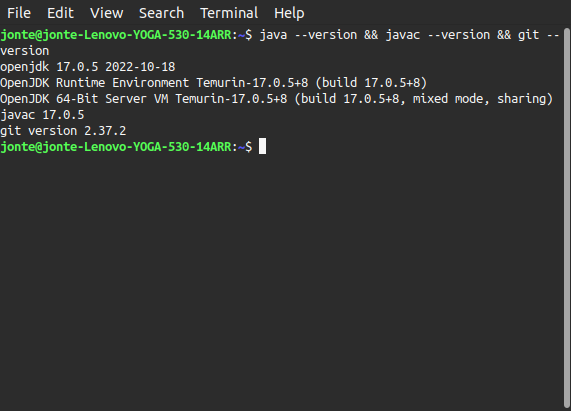 File Edit View Search Terminal Help
jonte@jonte-Lenovo-YOGA-530-14ARR:~$ java --version && javac --version && git --
version
openjdk 17.0.5 2022-10-18
OpenJDK Runtime Environment Temurin-17.0.5+8 (build 17.0.5+8)
OpenJDK 64-Bit Server VM Temurin-17.0.5+8 (build 17.0.5+8, mixed mode, sharing)
javac 17.0.5
git version 2.37.2
jonte@jonte-Lenovo-YOGA-530-14ARR:~$